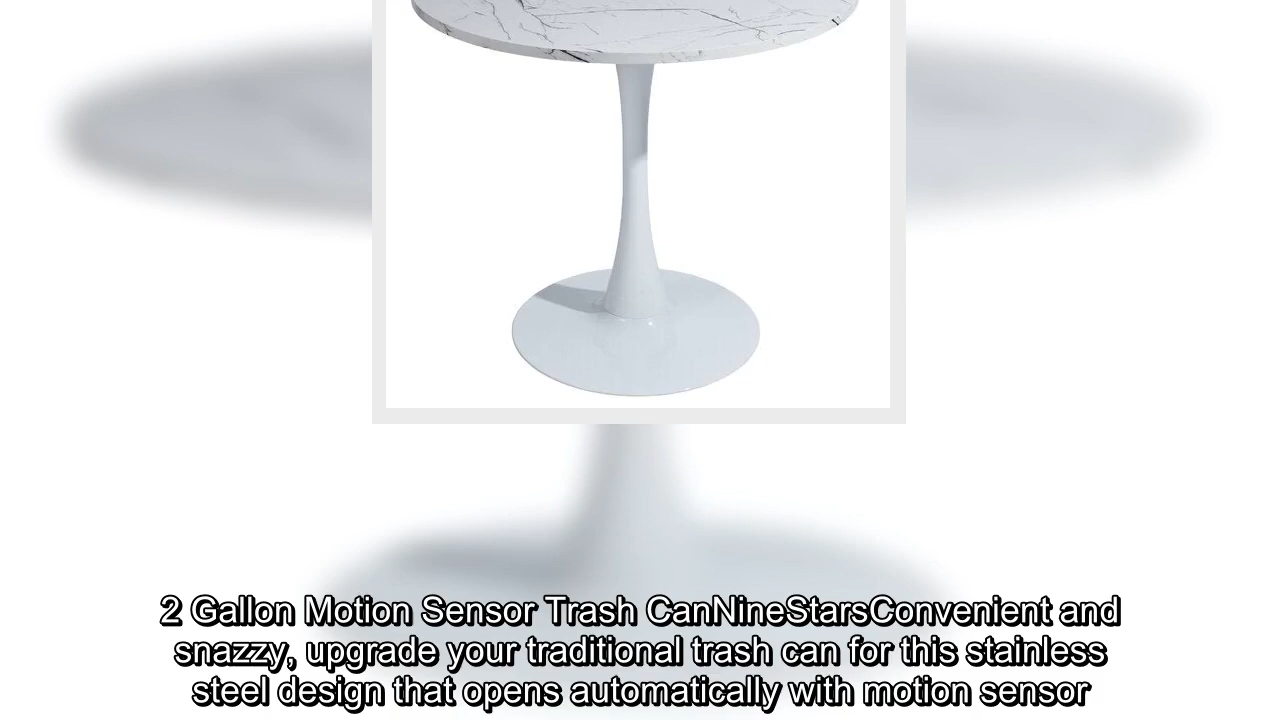 2 Gallon Motion Sensor Trash CanNineStarsConvenient and
snazzy, upgrade your traditional trash can for this stainless
steel design that opens automatically with motion sensor